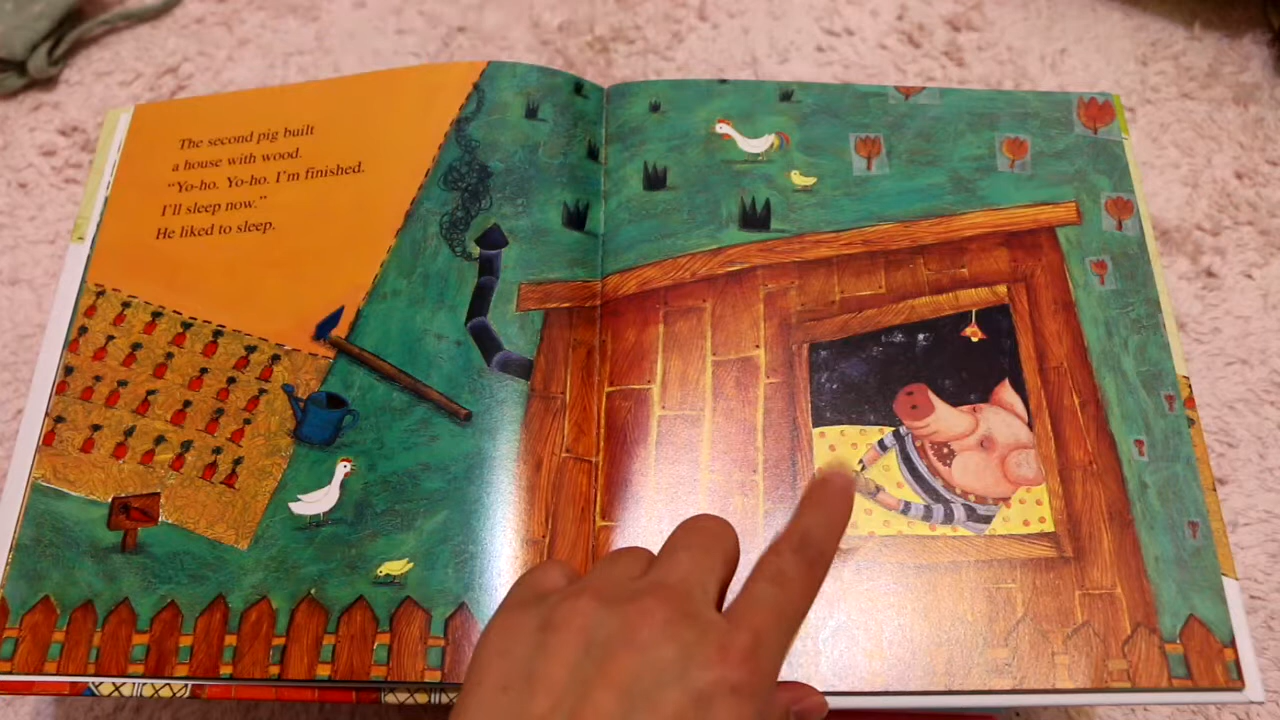 The second pig built
a house with wood.
“Yo-ho. Yo-ho. I’m finished.
I’ll sleep now.”
He liked to sleep.